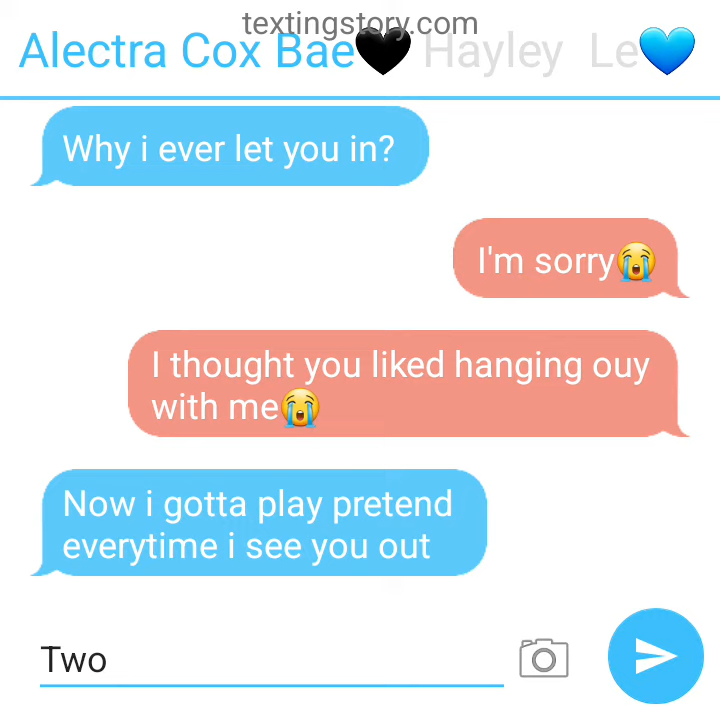 textingstory.com
Alectra Cox Bae🖤 Hayley Le💙
Why i ever let you in?
I'm sorry😭
I thought you liked hanging ouy
with me😭
Now i gotta play pretend
everytime i see you out
Two